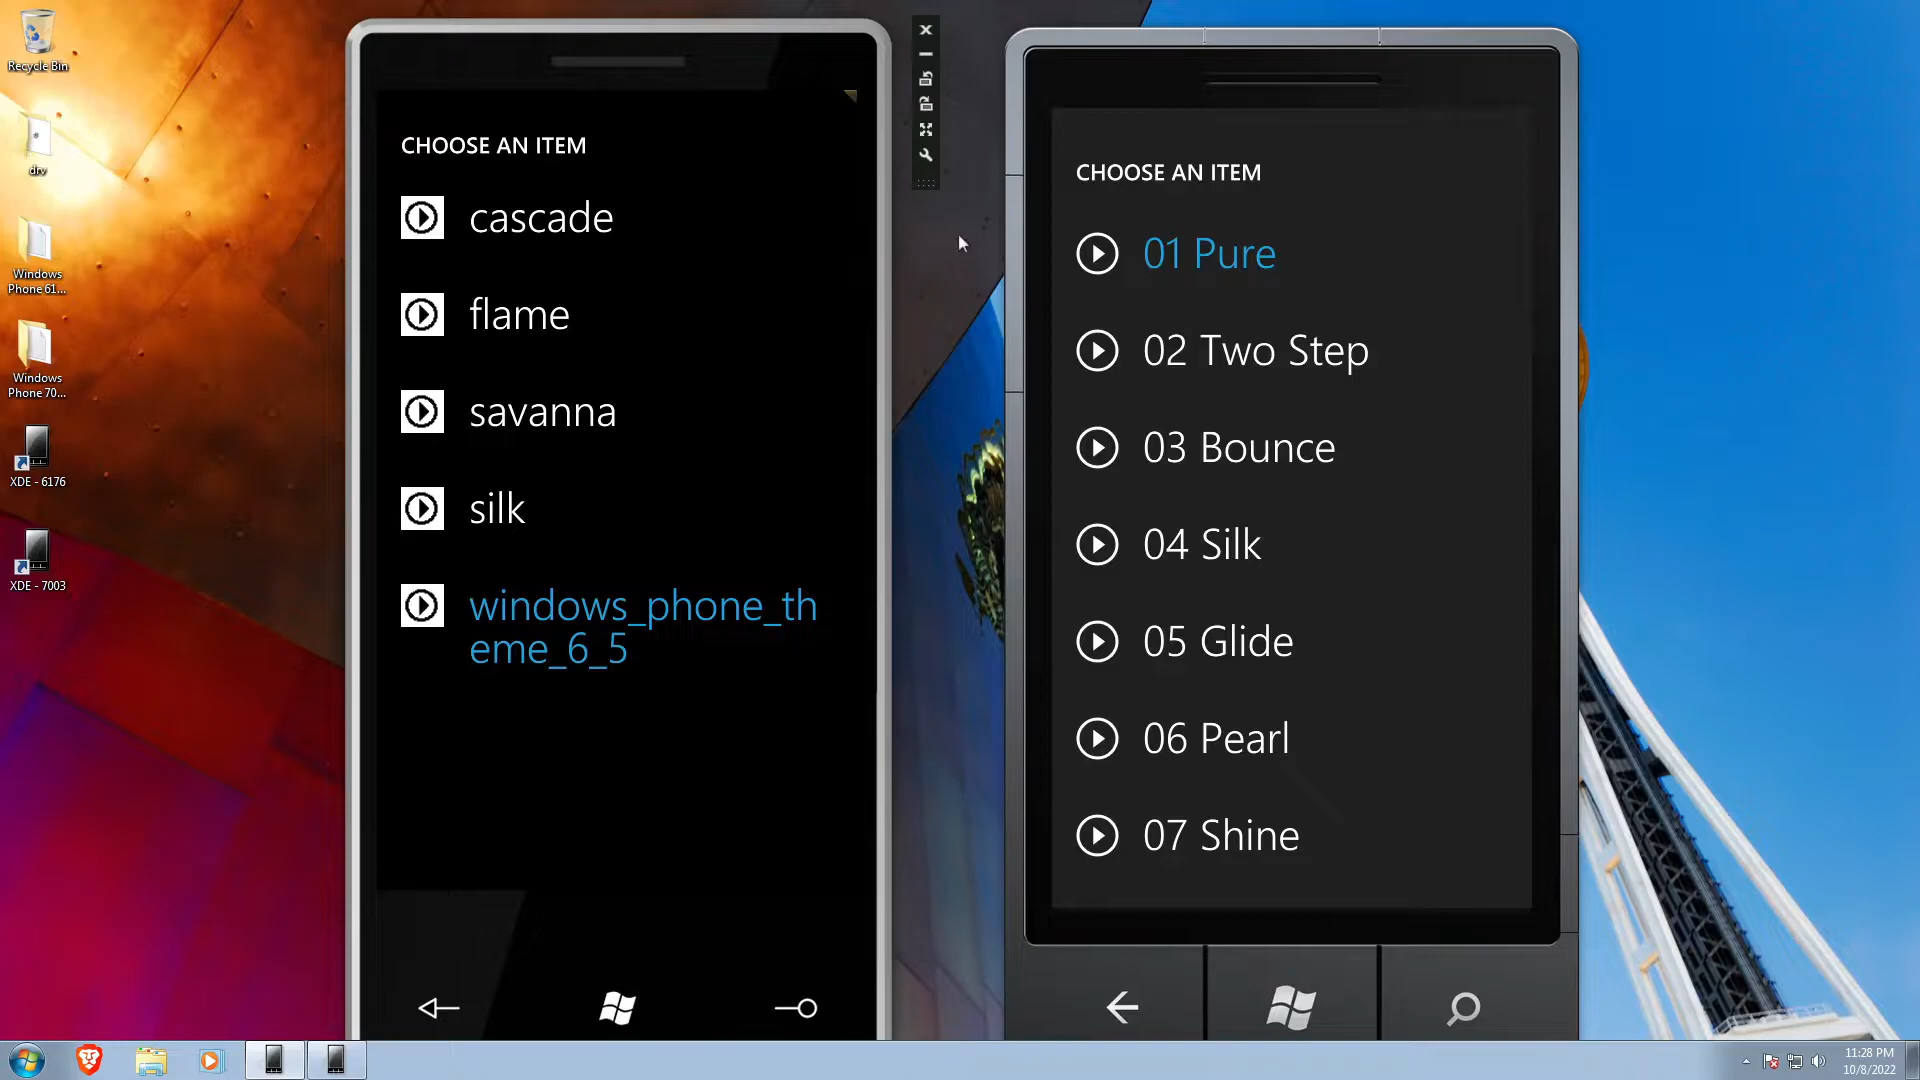 Recycle Bin
drv
Windows
Phone 61...
Windows
Phone 70...
XDE - 6176
XDE - 7003
CHOOSE AN ITEM
cascade
flame
savanna
silk
windows_phone_th
eme_6_5
CHOOSE AN ITEM
01 Pure
02 Two Step
03 Bounce
04 Silk
05 Glide
06 Pearl
07 Shine
11:28 PM
10/8/2022